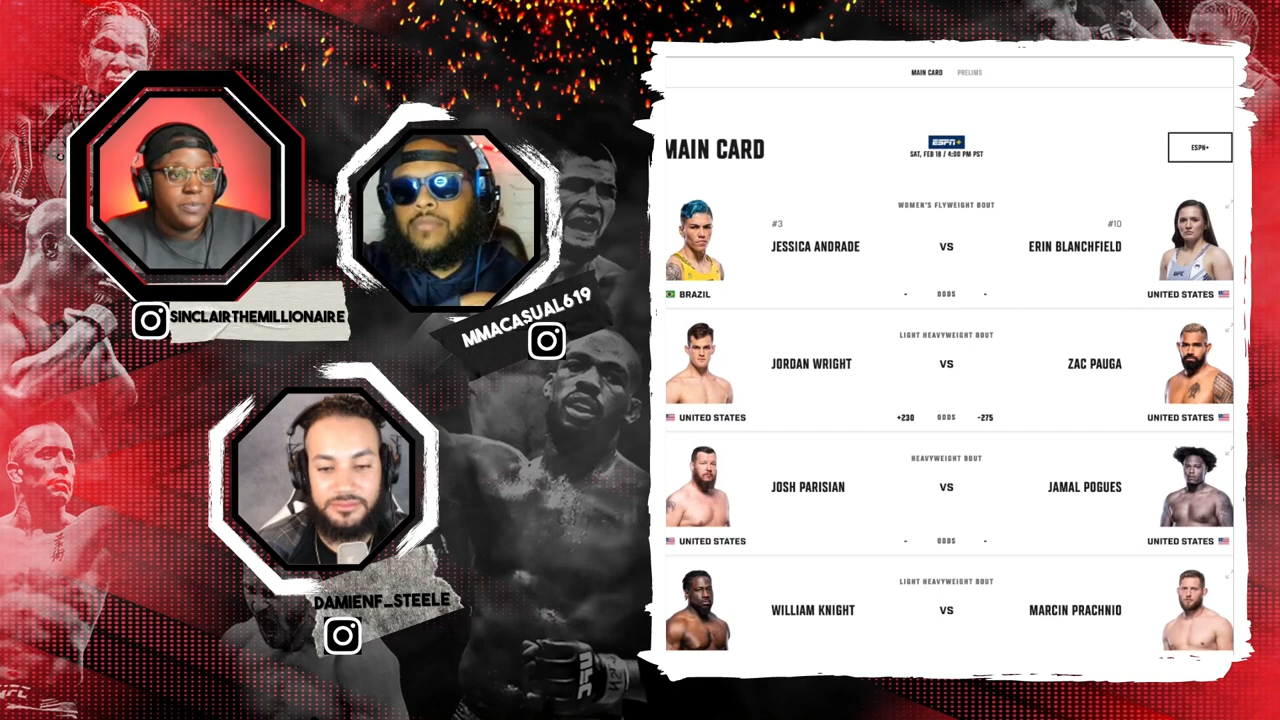 SINCLAIRTHEMILLIONAIRE
MMACASUAL619
DAMIENF_STEELE
MAIN CARD PRELIMS
MAIN CARD
ESPN+
SAT, FEB 18 / 4:00 PM PST
ESPN+
WOMEN'S FLYWEIGHT BOUT
#3 #10
JESSICA ANDRADE VS ERIN BLANCHFIELD
BRAZIL - ODDS - UNITED STATES
LIGHT HEAVYWEIGHT BOUT
JORDAN WRIGHT VS ZAC PAUGA
UNITED STATES +230 ODDS -275 UNITED STATES
HEAVYWEIGHT BOUT
JOSH PARISIAN VS JAMAL POGUES
UNITED STATES - ODDS - UNITED STATES
LIGHT HEAVYWEIGHT BOUT
WILLIAM KNIGHT VS MARCIN PRACHNIO
UFC
UFC